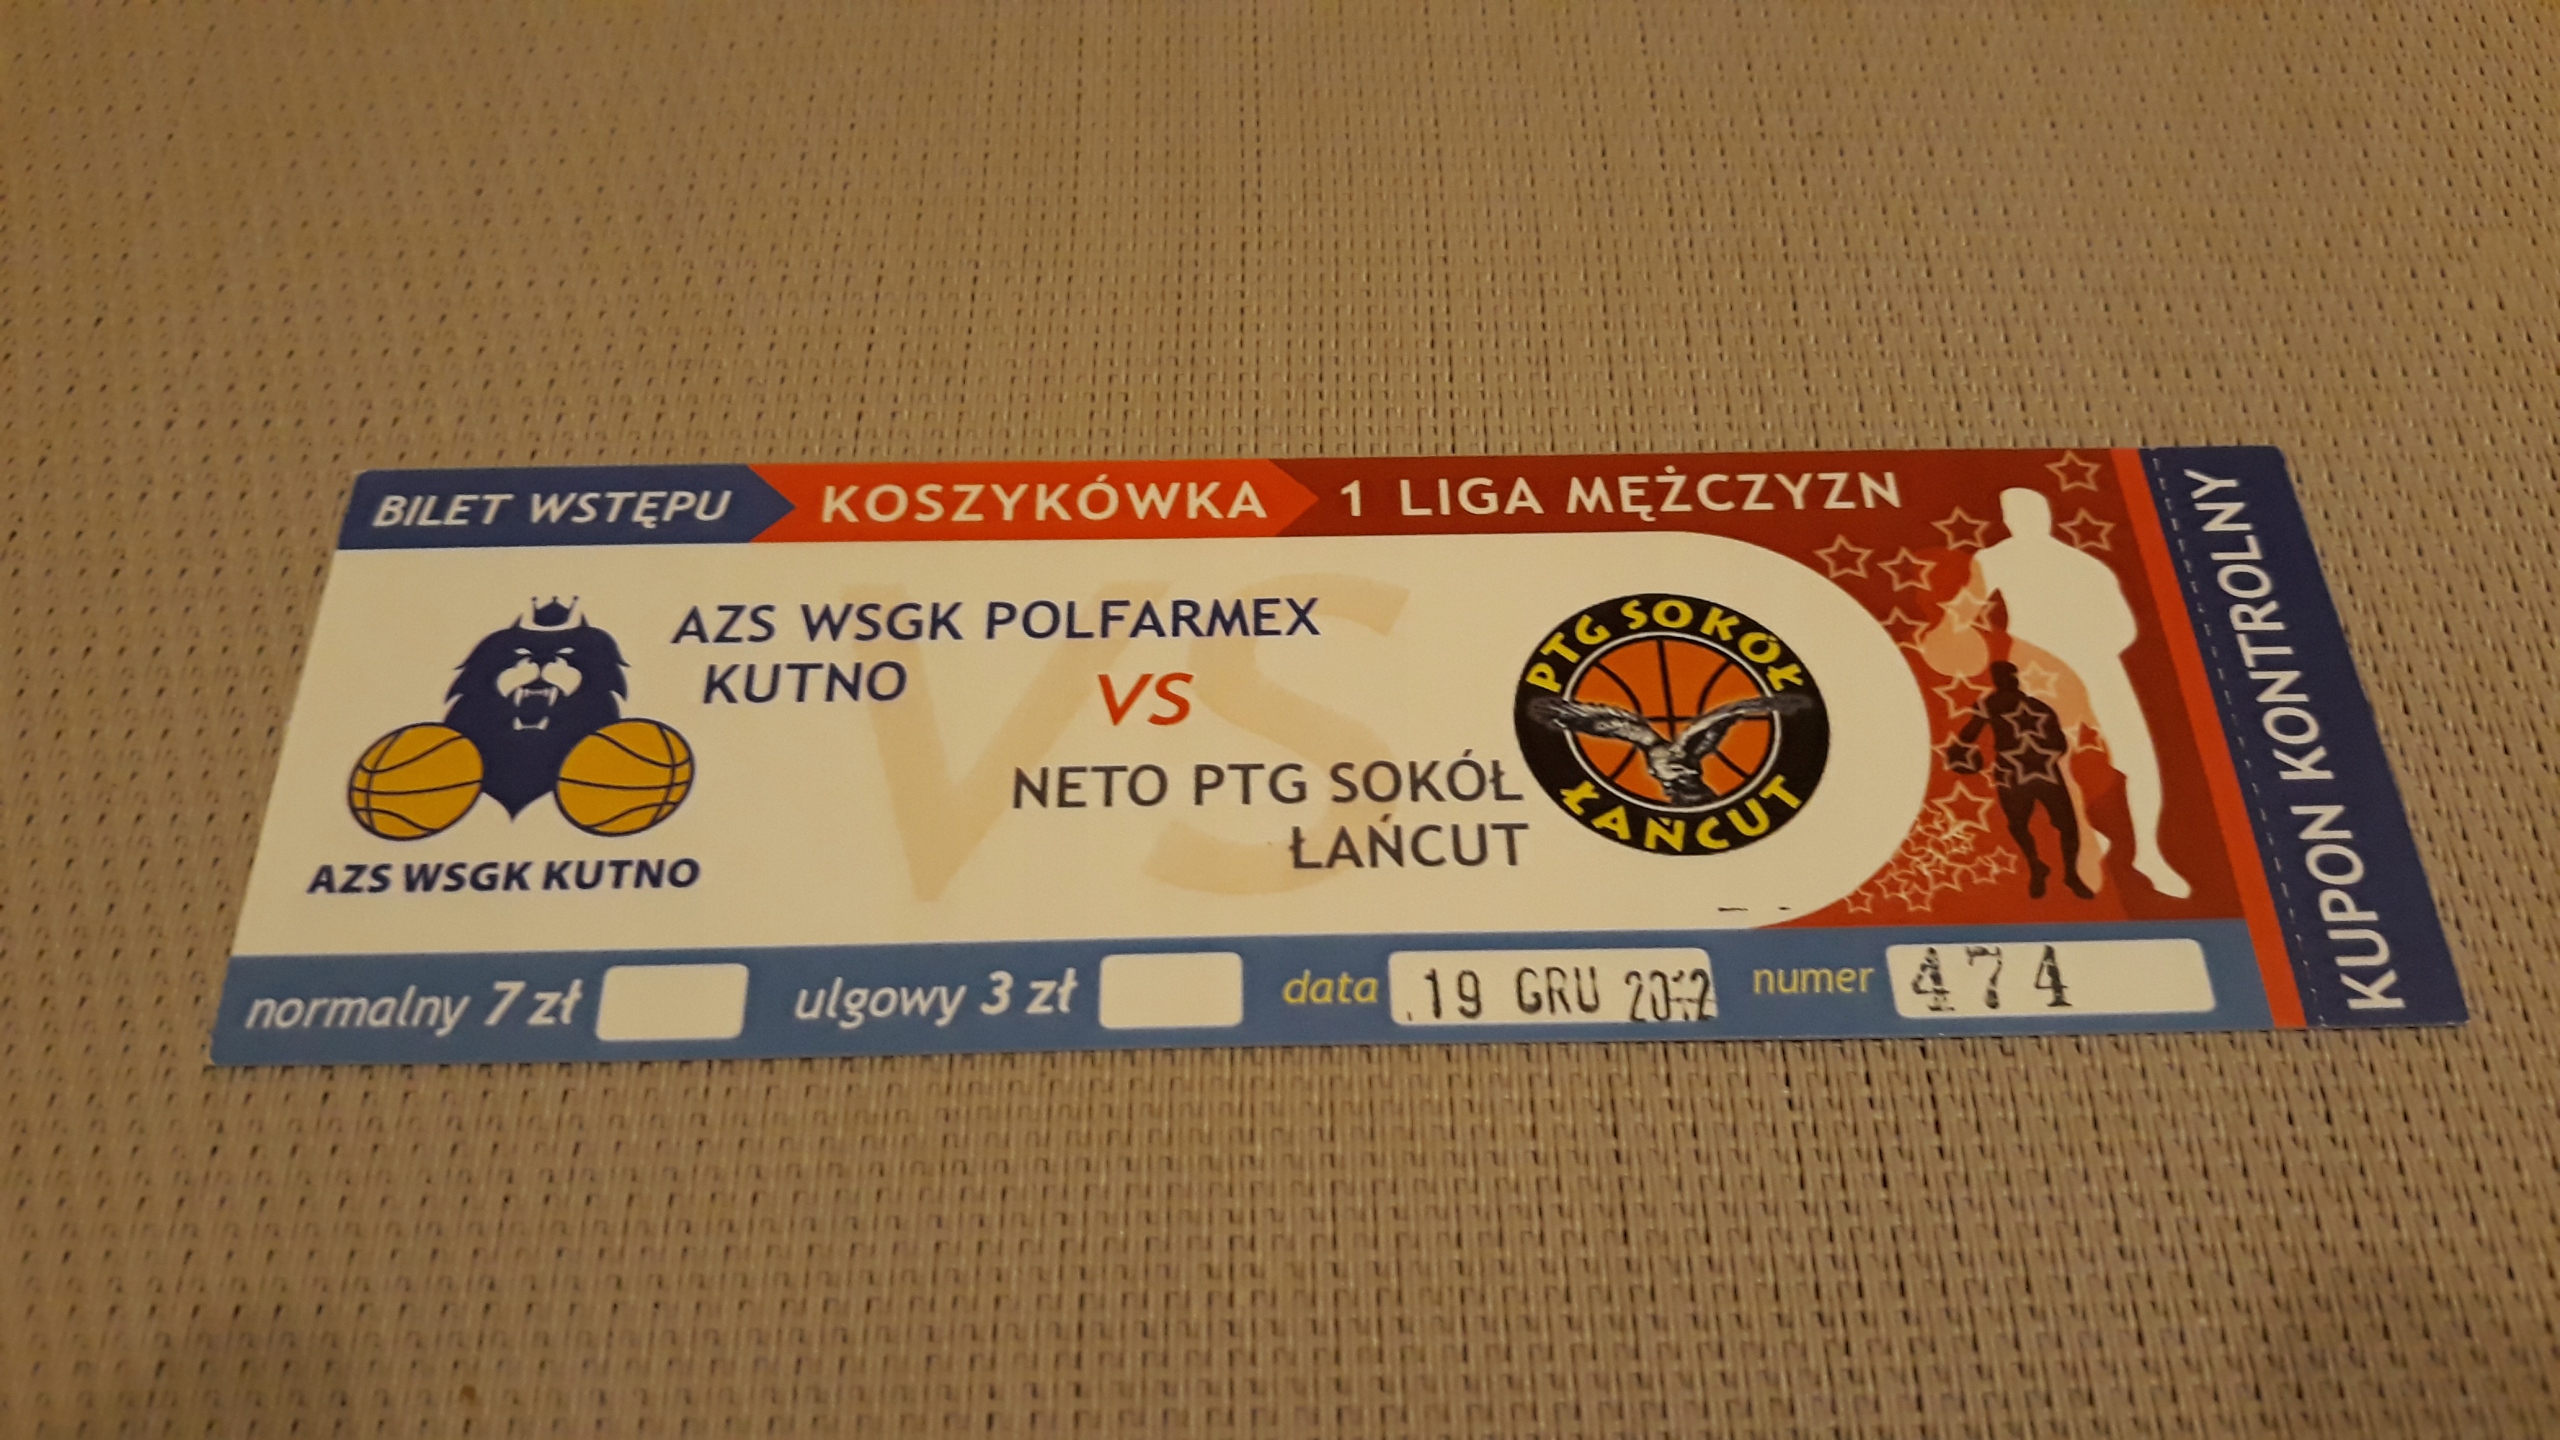 BILET WSTĘPU KOSZYKÓWKA 1 LIGA MĘŻCZYZN
AZS WSGK POLFARMEX
KUTNO
VS
NETO PTG SOKÓŁ
ŁAŃCUT
AZS WSGK KUTNO
PTG SOKÓŁ
ŁAŃCUT
normalny 7 zł ulgowy 3 zł data 19 GRU 2012 numer 474
KUPON KONTROLNY